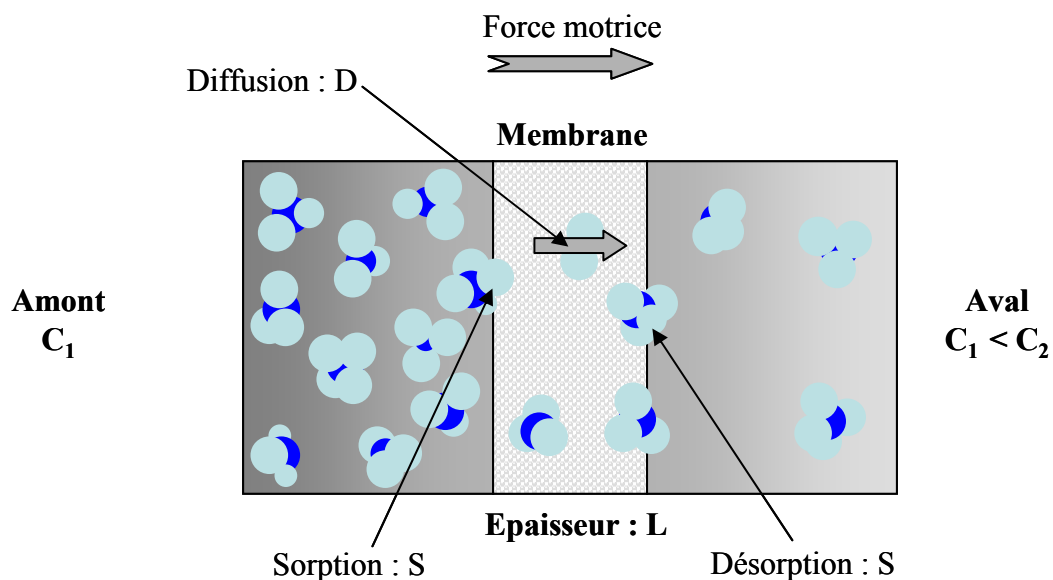 Force motrice
Diffusion : D
Membrane
Amont
C₁
Aval
C₁ < C₂
Epaisseur : L
Sorption : S
Désorption : S